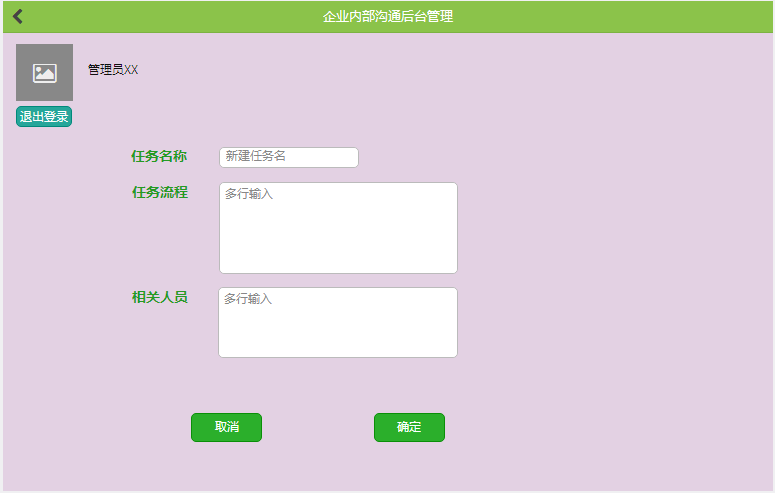 企业内部沟通后台管理
管理员XX
退出登录
任务名称
新建任务名
任务流程
多行输入
相关人员
多行输入
取消
确定